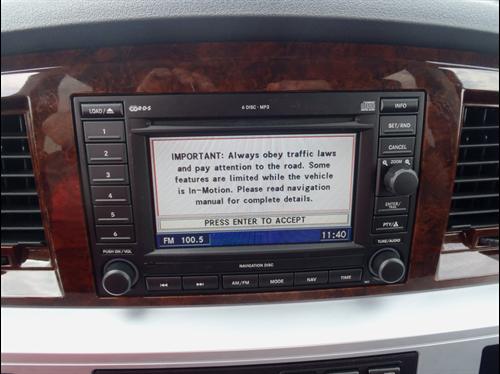 LOAD/
R·D·S
6 DISC · MP3
INFO
1
SET/RND
2
CANCEL
3
ZOOM
4
ENTER/
5
6
PTY/
IMPORTANT: Always obey traffic laws
and pay attention to the road. Some
features are limited while the vehicle
is In-Motion. Please read navigation
manual for complete details.
PRESS ENTER TO ACCEPT
FM 100.5 11:40
PUSH ON/VOL
TUNE/AUDIO
NAVIGATION DISC
AM/FM
MODE
NAV
TIME